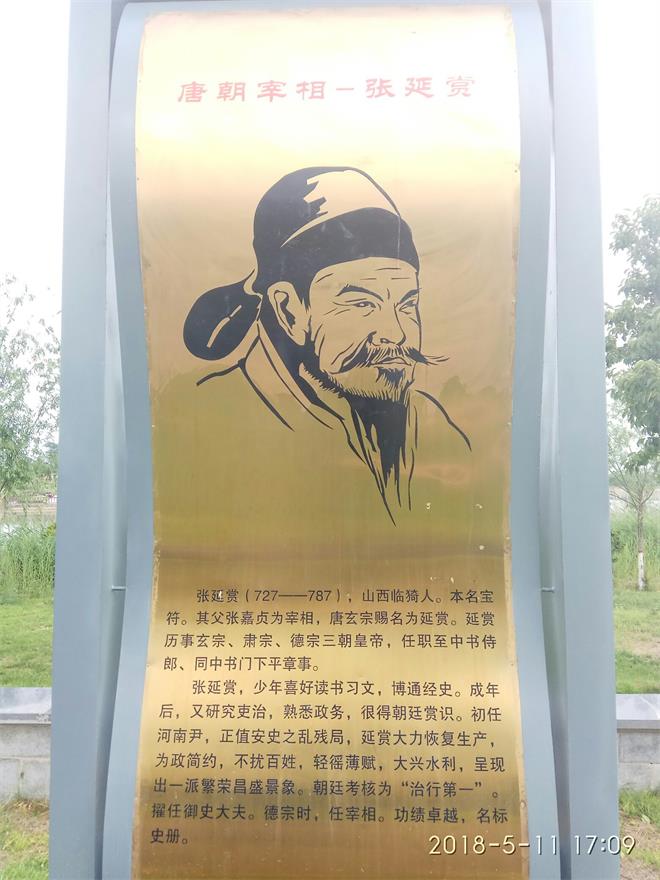 唐朝宰相－张延赏
张延赏（727——787），山西临猗人。本名宝
符。其父张嘉贞为宰相，唐玄宗赐名为延赏。延赏
历事玄宗、肃宗、德宗三朝皇帝，任职至中书侍
郎、同中书门下平章事。
张延赏，少年喜好读书习文，博通经史。成年
后，又研究吏治，熟悉政务，很得朝廷赏识。初任
河南尹，正值安史之乱残局，延赏大力恢复生产，
为政简约，不扰百姓，轻徭薄赋，大兴水利，呈现
出一派繁荣昌盛景象。朝廷考核为“治行第一”。
擢任御史大夫。德宗时，任宰相。功绩卓越，名标
史册。
2018-5-11 17:09